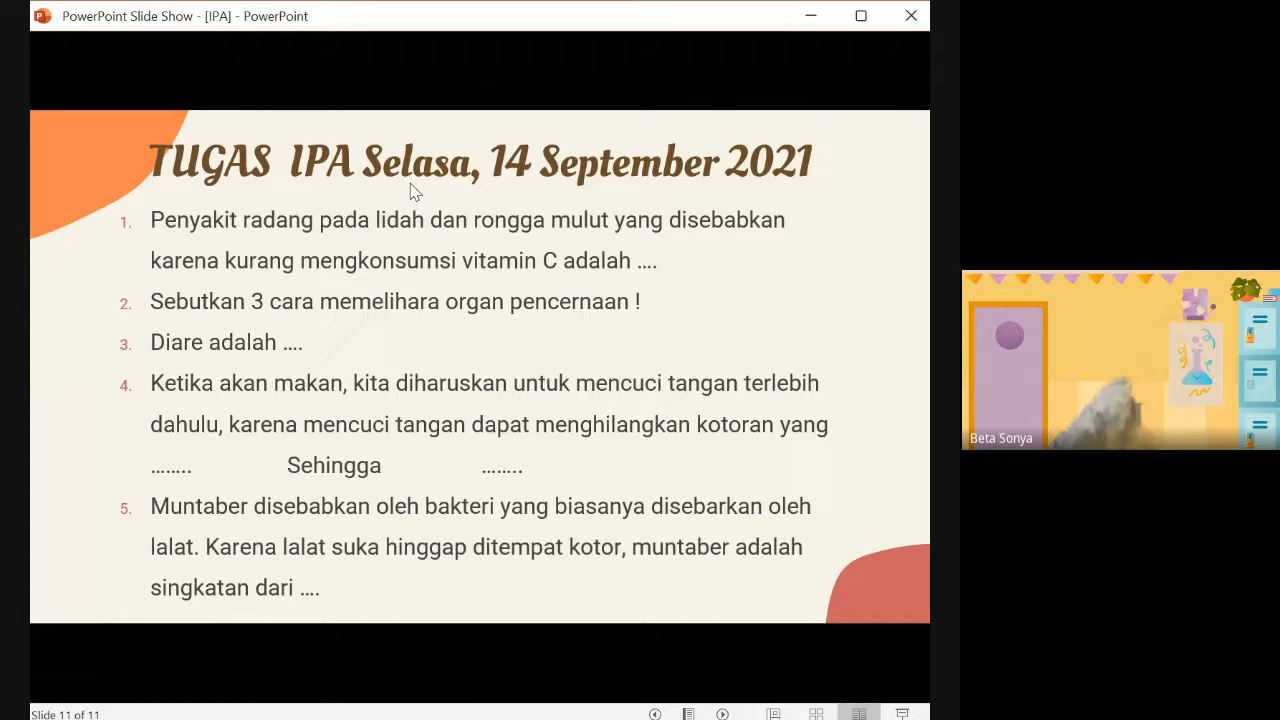 PowerPoint Slide Show - [IPA] - PowerPoint
TUGAS IPA Selasa, 14 September 2021
1. Penyakit radang pada lidah dan rongga mulut yang disebabkan
karena kurang mengkonsumsi vitamin C adalah ....
2. Sebutkan 3 cara memelihara organ pencernaan !
3. Diare adalah ....
4. Ketika akan makan, kita diharuskan untuk mencuci tangan terlebih
dahulu, karena mencuci tangan dapat menghilangkan kotoran yang
........ Sehingga ........
5. Muntaber disebabkan oleh bakteri yang biasanya disebarkan oleh
lalat. Karena lalat suka hinggap ditempat kotor, muntaber adalah
singkatan dari ....
Beta Sonya
Slide 11 of 11